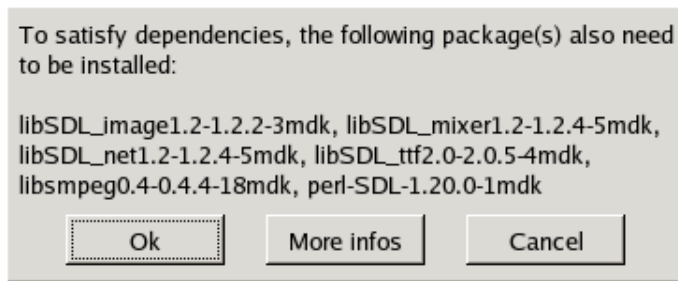 To satisfy dependencies, the following package(s) also need
to be installed:
libSDL_image1.2-1.2.2-3mdk, libSDL_mixer1.2-1.2.4-5mdk,
libSDL_net1.2-1.2.4-5mdk, libSDL_ttf2.0-2.0.5-4mdk,
libsmpeg0.4-0.4.4-18mdk, perl-SDL-1.20.0-1mdk
Ok More infos Cancel